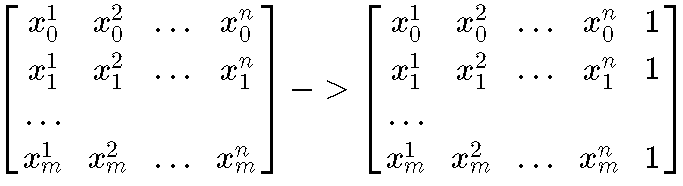 x_0^1 x_0^2 … x_0^n -> x_0^1 x_0^2 … x_0^n 1
x_1^1 x_1^2 … x_1^n x_1^1 x_1^2 … x_1^n 1
… …
x_m^1 x_m^2 … x_m^n x_m^1 x_m^2 … x_m^n 1